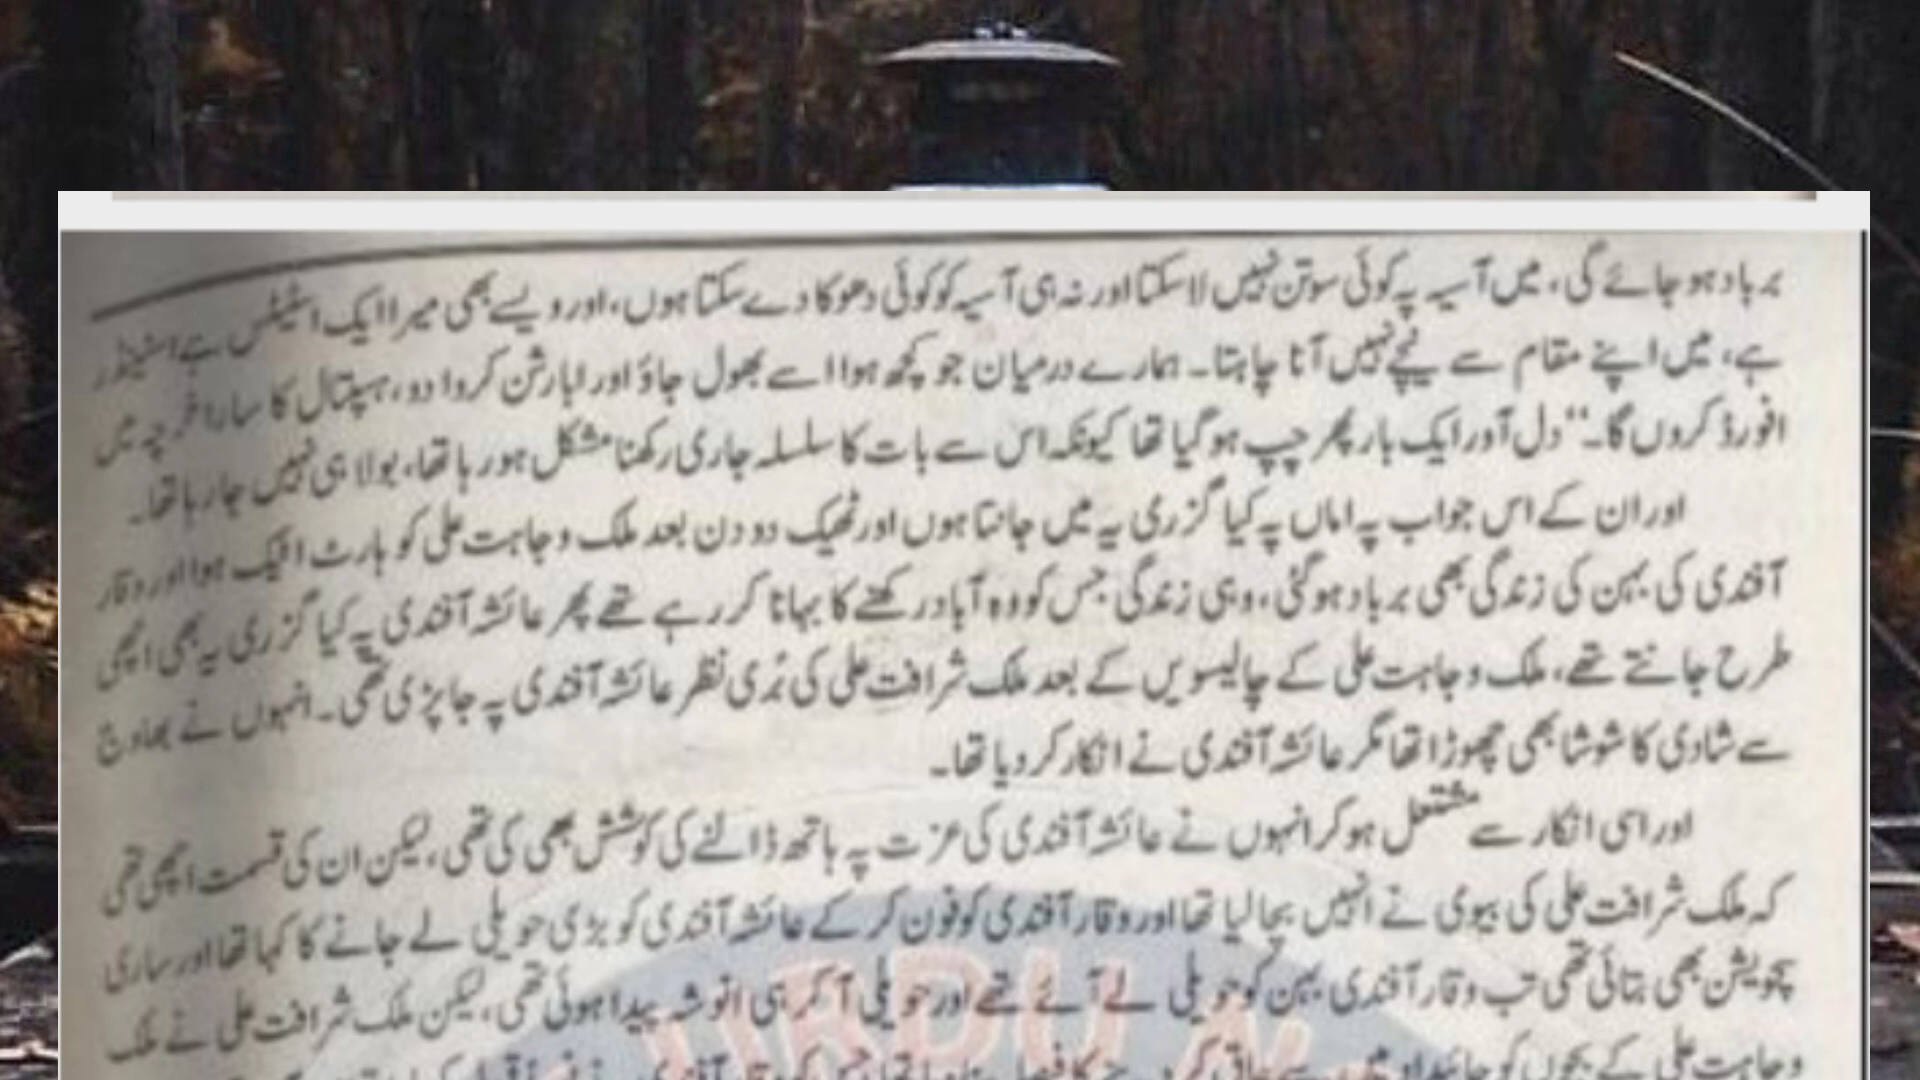 برباد ہو جائے گی، میں آسیہ پہ کوئی سوتن نہیں لا سکتا اور نہ ہی آسیہ کو کوئی دھوکا دے سکتا ہوں، اور ویسے بھی میرا ایک اسٹیٹس ہے اسٹینڈر
ہے، میں اپنے مقام سے نیچے نہیں آنا چاہتا۔ ہمارے درمیان جو کچھ ہوا اسے بھول جاؤ اور ابارشن کروا دو، ہسپتال کا سارا خرچہ میں
افورڈ کروں گا۔‘‘ دل آور ایک بار پھر چپ ہو گیا تھا کیونکہ اس سے بات کا سلسلہ جاری رکھنا مشکل ہو رہا تھا، بولا ہی نہیں جا رہا تھا۔
اور ان کے اس جواب پہ اماں پہ کیا گزری یہ میں جانتا ہوں اور ٹھیک دو دن بعد ملک وجاہت علی کو ہارٹ اٹیک ہوا اور وقار
آفندی کی بہن کی زندگی بھی برباد ہو گئی، وہی زندگی جس کو وہ آباد رکھنے کا بہانا کر رہے تھے پھر عائشہ آفندی پہ کیا گزری یہ بھی اچھی
طرح جانتے تھے، ملک وجاہت علی کے چالیسویں کے بعد ملک شرافت علی کی بُری نظر عائشہ آفندی پہ جا پڑی تھی۔ انہوں نے بھاوج
سے شادی کا شوشا بھی چھوڑا تھا مگر عائشہ آفندی نے انکار کر دیا تھا۔
اور اسی انکار سے مشتعل ہو کر انہوں نے عائشہ آفندی کی عزت پہ ہاتھ ڈالنے کی کوشش بھی کی تھی، لیکن ان کی قسمت اچھی تھی
کہ ملک شرافت علی کی بیوی نے انہیں بچا لیا تھا اور وقار آفندی کو فون کر کے عائشہ آفندی کو بڑی حویلی لے جانے کا کہا تھا اور ساری
چچویشن بھی بتائی تھی تب وقار آفندی بہن کو حویلی لے آئے تھے اور حویلی آ کر ہی انوشہ پیدا ہوئی تھی، لیکن ملک شرافت علی نے ملک
وجاہت علی کے بچوں کو جائیداد
URDU